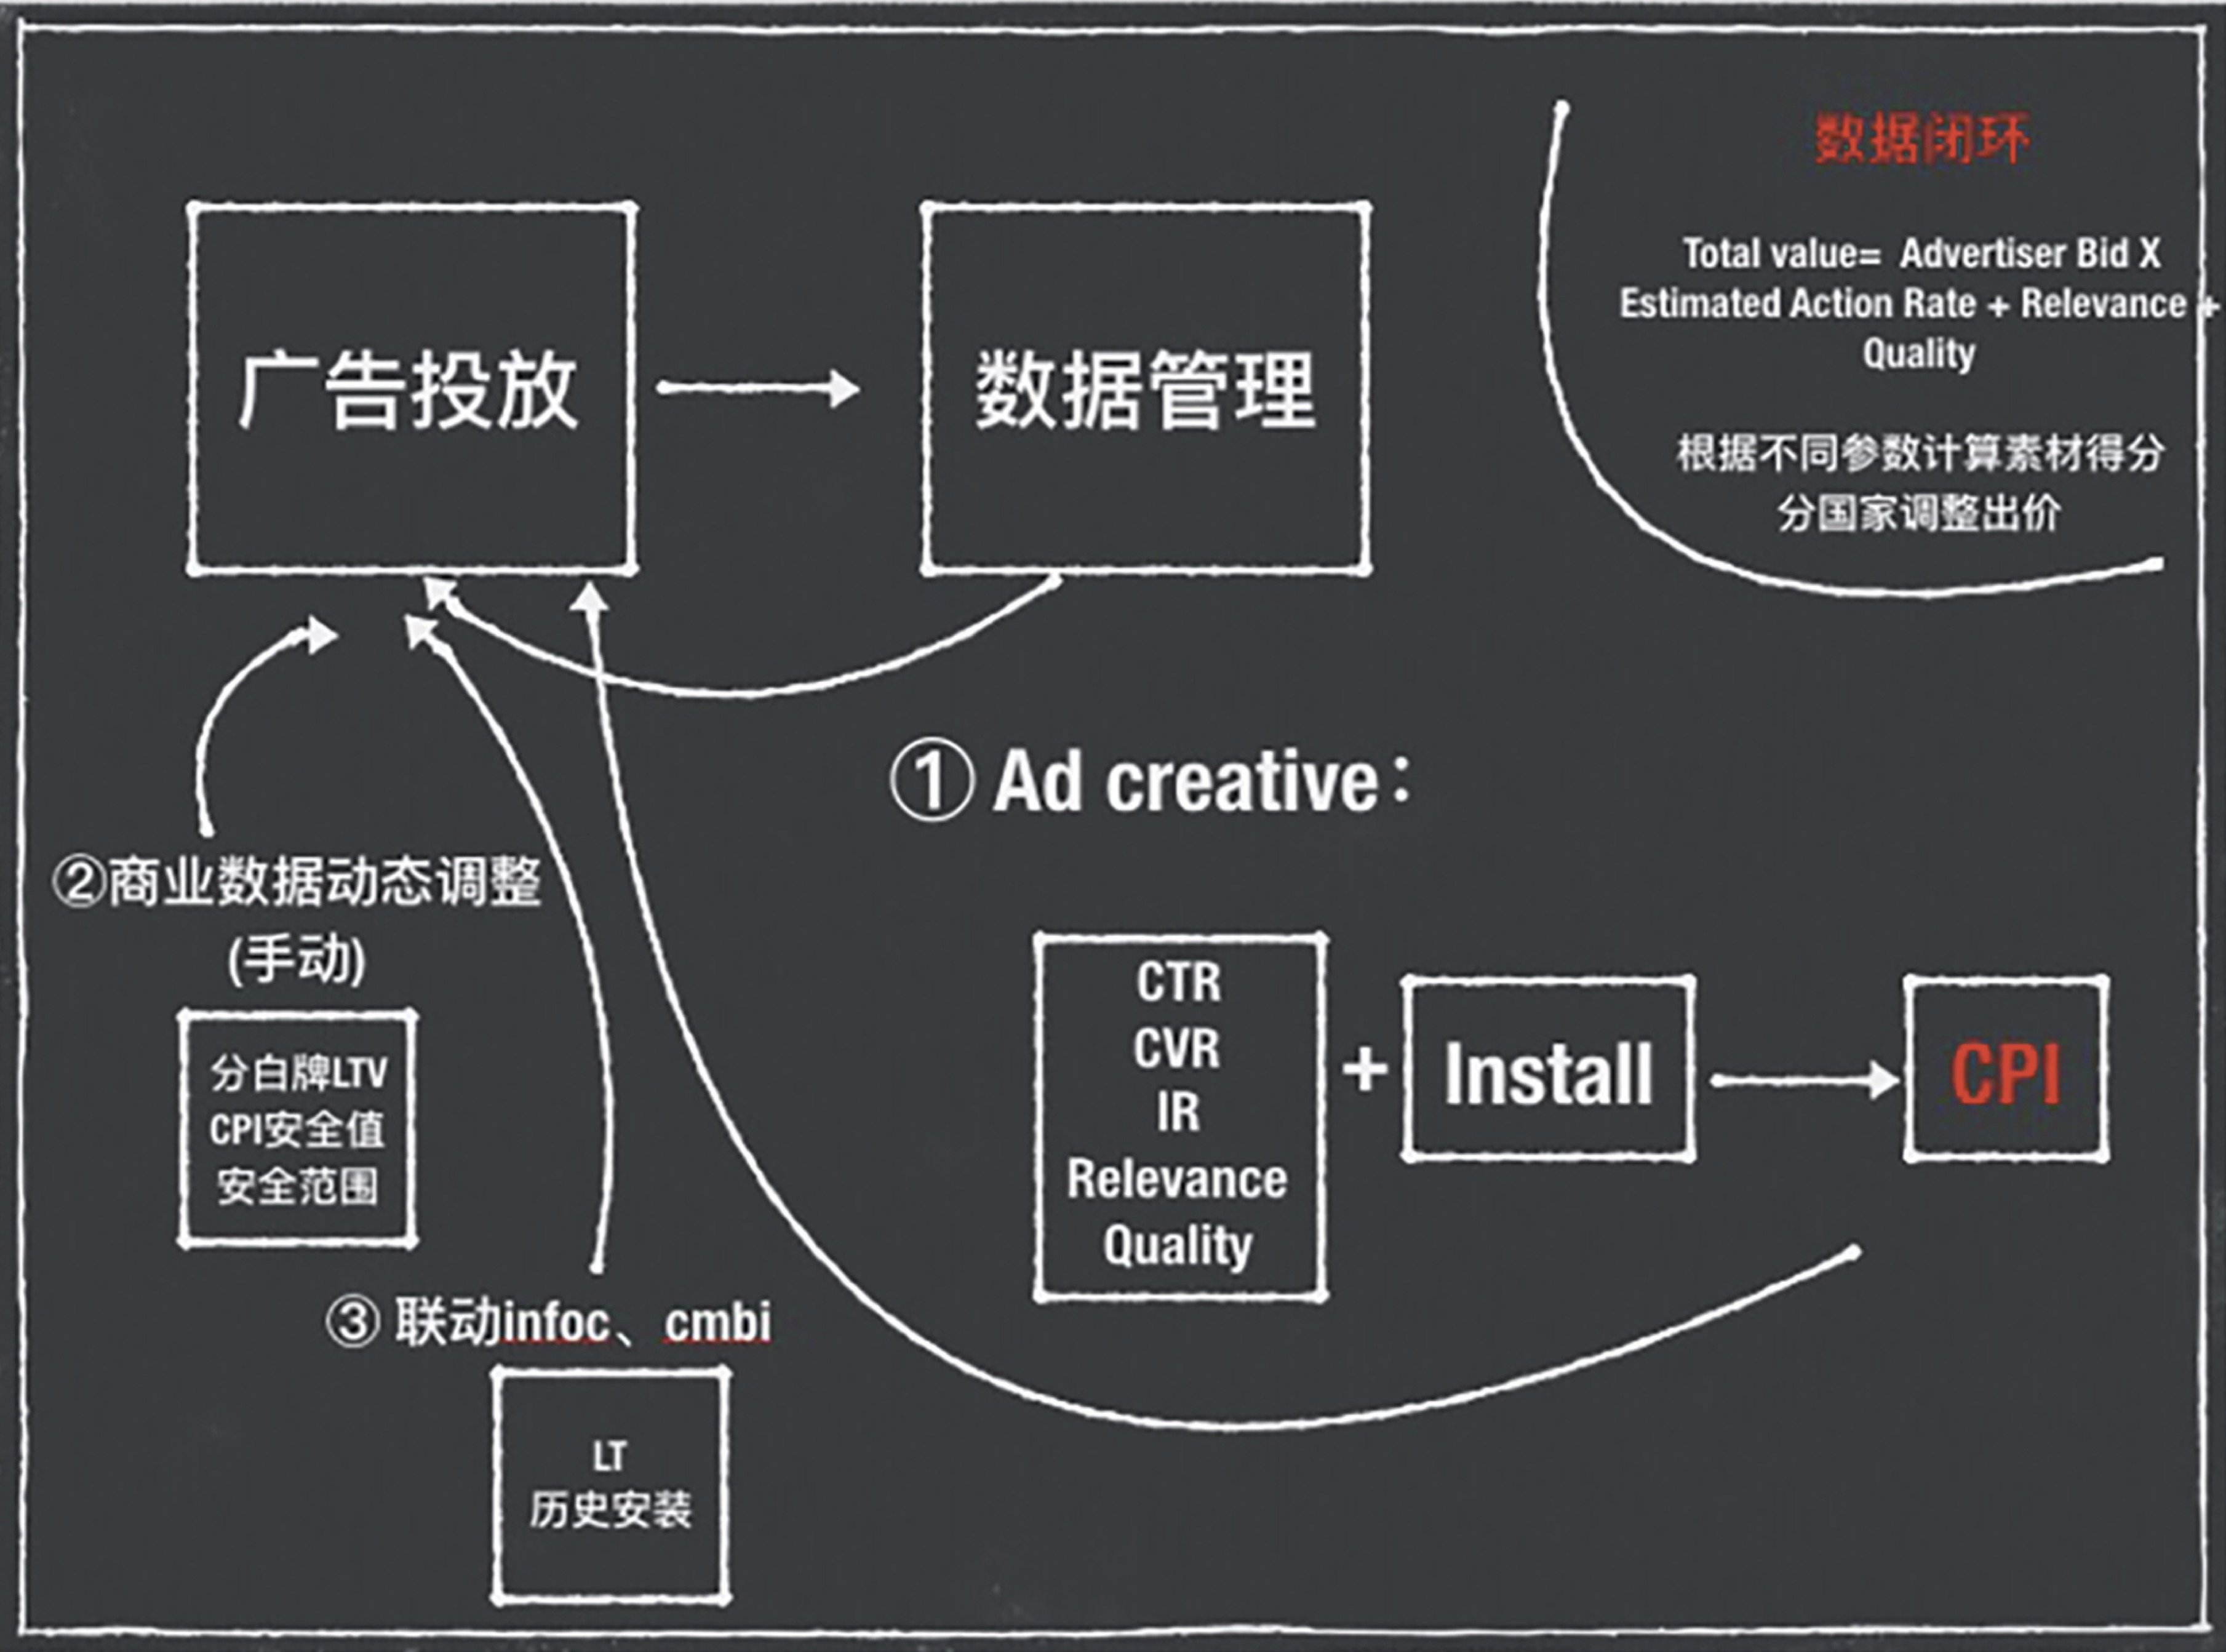 数据闭环
Total value= Advertiser Bid X
Estimated Action Rate + Relevance +
Quality
根据不同参数计算素材得分
分国家调整出价
广告投放
数据管理
① Ad creative：
CTR
CVR
IR
Relevance
Quality
+
Install
CPI
②商业数据动态调整
(手动)
分白牌LTV
CPI安全值
安全范围
③ 联动infoc、cmbi
LT
历史安装